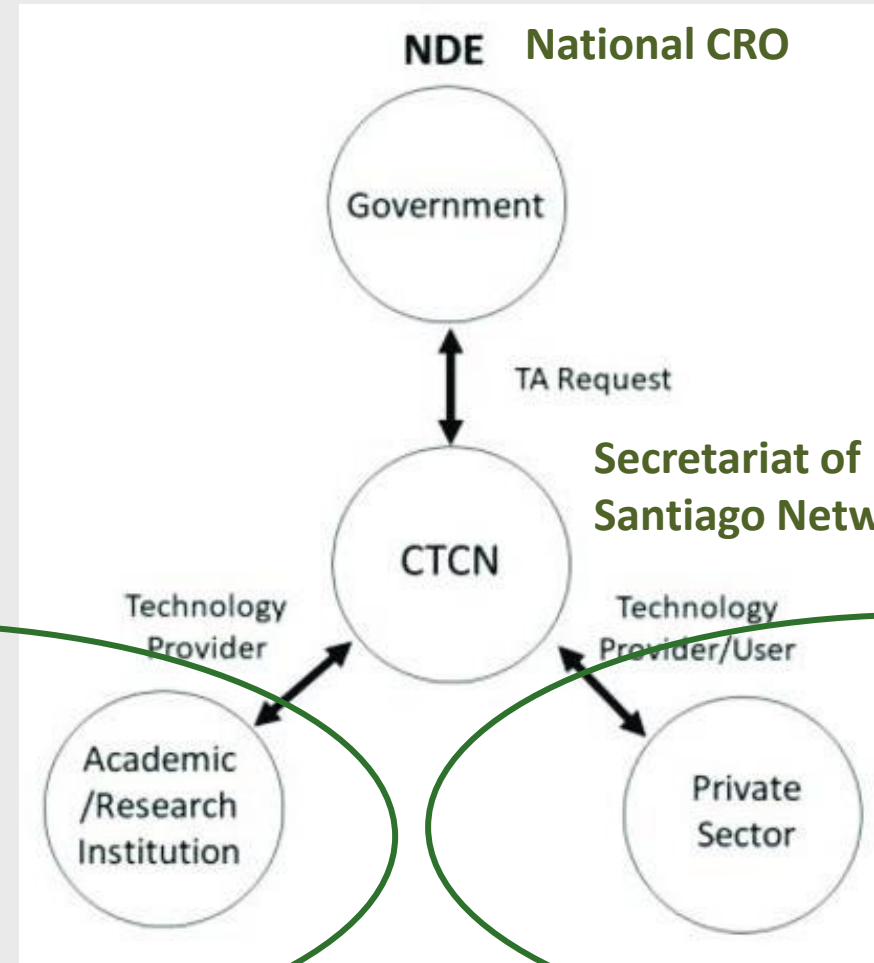 NDE National CRO
Government
TA Request
Secretariat of
Santiago
CTCN
Technology
Provider
Technology
Provider/User
Academic
/Research
Institution
Private
Sector